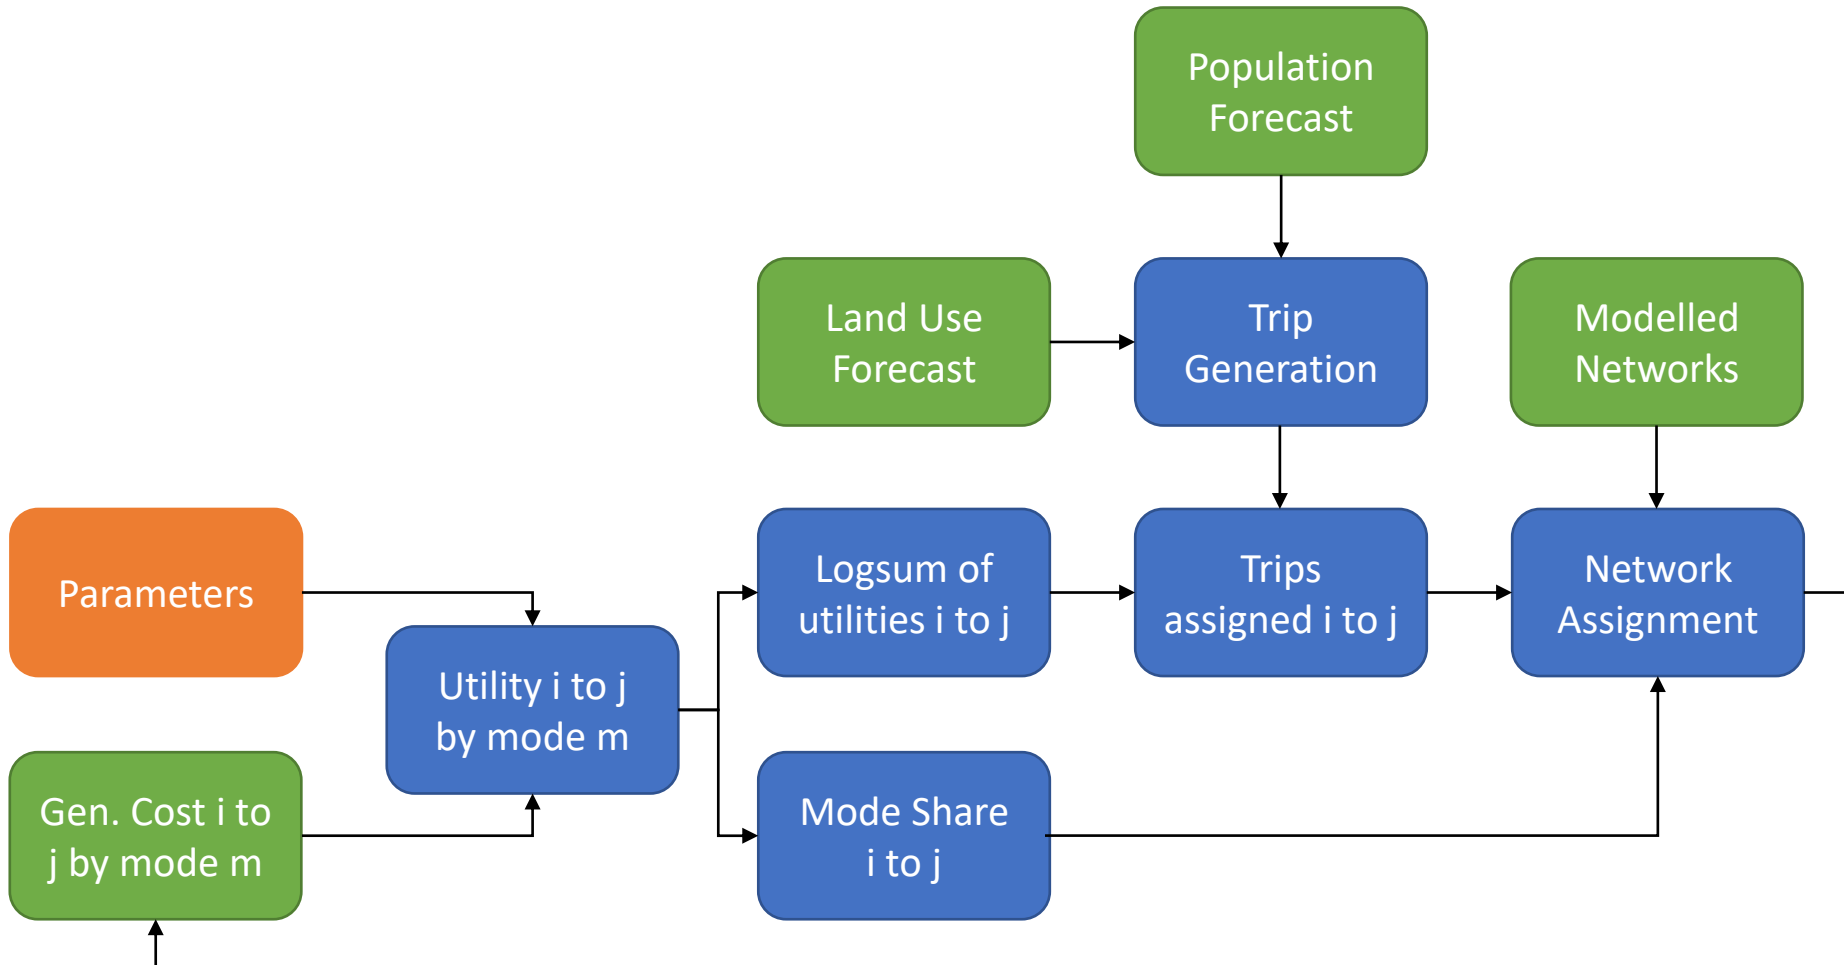 Population
Forecast
Land Use
Forecast
Trip
Generation
Modelled
Networks
Parameters
Logsum of
utilities i to j
Trips
assigned i to j
Network
Assignment
Utility i to j
by mode m
Gen. Cost i to
j by mode m
Mode Share
i to j